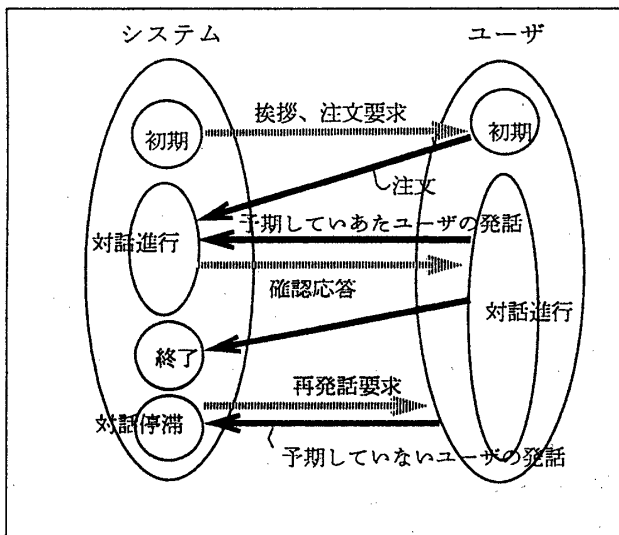 システム
ユーザ
挨拶、注文要求
初期
初期
注文
予期していあたユーザの発話
対話進行
確認応答
対話進行
終了
再発話要求
対話停滞
予期していないユーザの発話